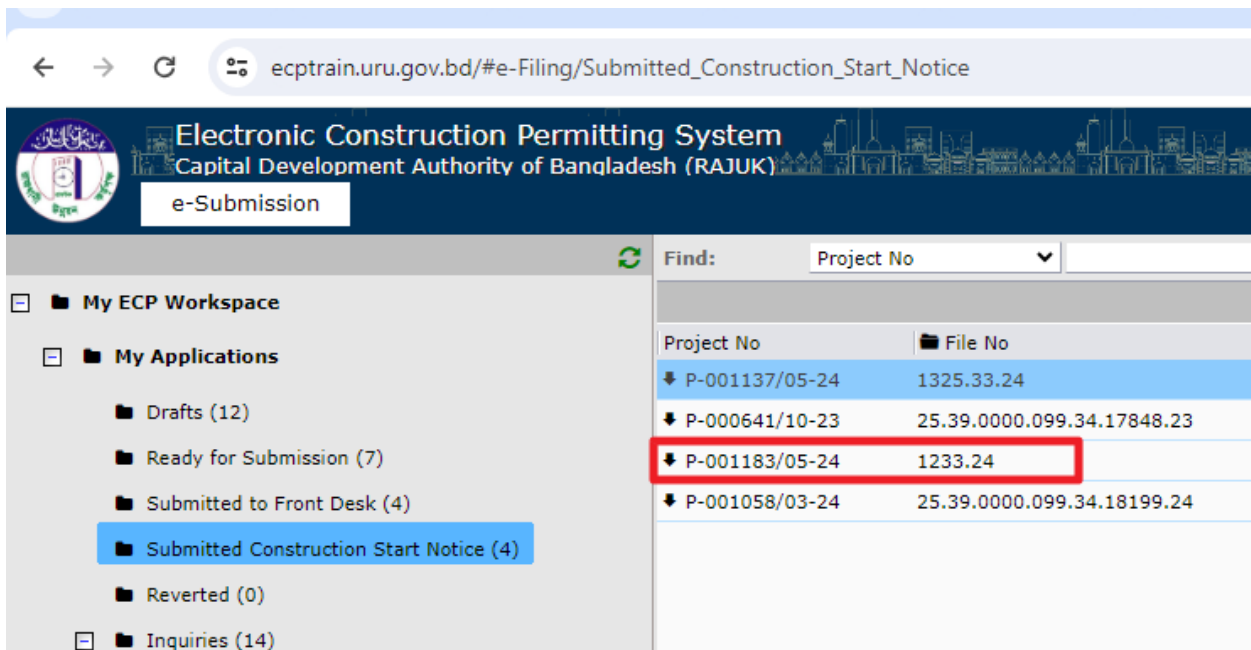 ecptrain.uru.gov.bd/#e-Filing/Submitted_Construction_Start_Notice
Electronic Construction Permitting System
Capital Development Authority of Bangladesh (RAJUK)
e-Submission
Find: Project No
My ECP Workspace
My Applications
Drafts (12)
Ready for Submission (7)
Submitted to Front Desk (4)
Submitted Construction Start Notice (4)
Reverted (0)
Inquiries (14)
Project No File No
P-001137/05-24 1325.33.24
P-000641/10-23 25.39.0000.099.34.17848.23
P-001183/05-24 1233.24
P-001058/03-24 25.39.0000.099.34.18199.24